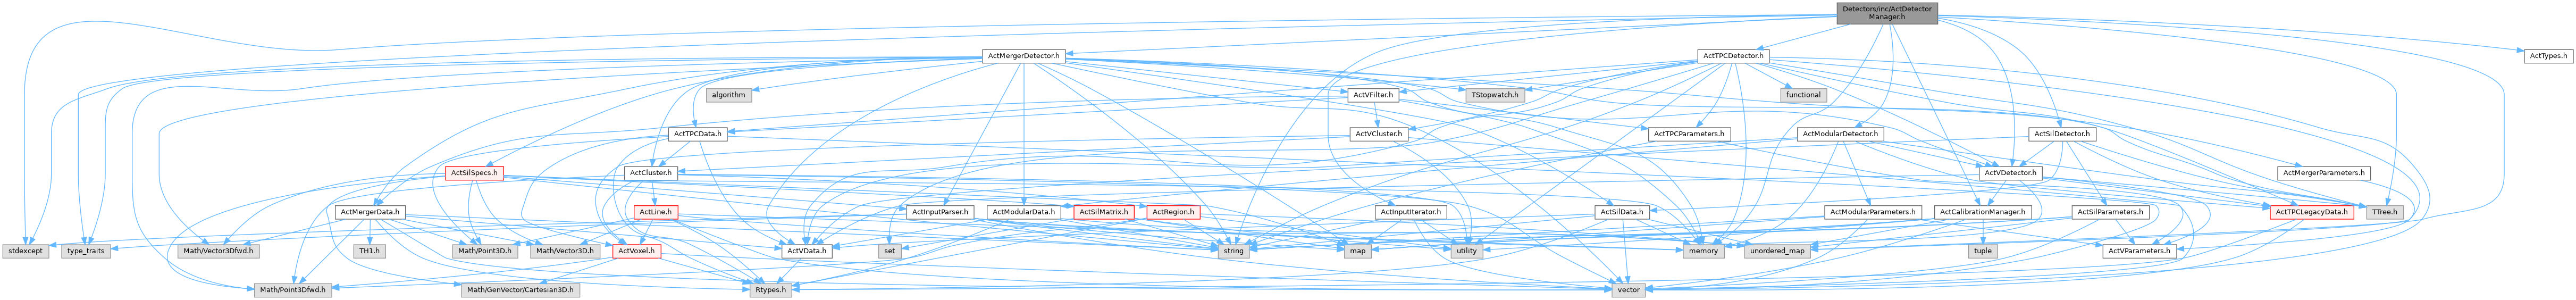 Detectors/inc/ActDetector
Manager.h
ActMergerDetector.h
ActTPCDetector.h
ActTypes.h
algorithm
ActVFilter.h
TStopwatch.h
functional
ActTPCData.h
ActVCluster.h
ActTPCParameters.h
ActModularDetector.h
ActSilDetector.h
ActSilSpecs.h
ActCluster.h
ActVDetector.h
ActMergerParameters.h
ActMergerData.h
ActLine.h
ActInputParser.h
ActModularData.h
ActSilMatrix.h
ActRegion.h
ActInputIterator.h
ActSilData.h
ActModularParameters.h
ActCalibrationManager.h
ActSilParameters.h
ActTPCLegacyData.h
TTree.h
stdexcept
type_traits
Math/Vector3Dfwd.h
TH1.h
Math/Point3D.h
Math/Vector3D.h
ActVoxel.h
ActVData.h
set
string
map
utility
memory
unordered_map
tuple
ActVParameters.h
Math/Point3Dfwd.h
Math/GenVector/Cartesian3D.h
Rtypes.h
vector